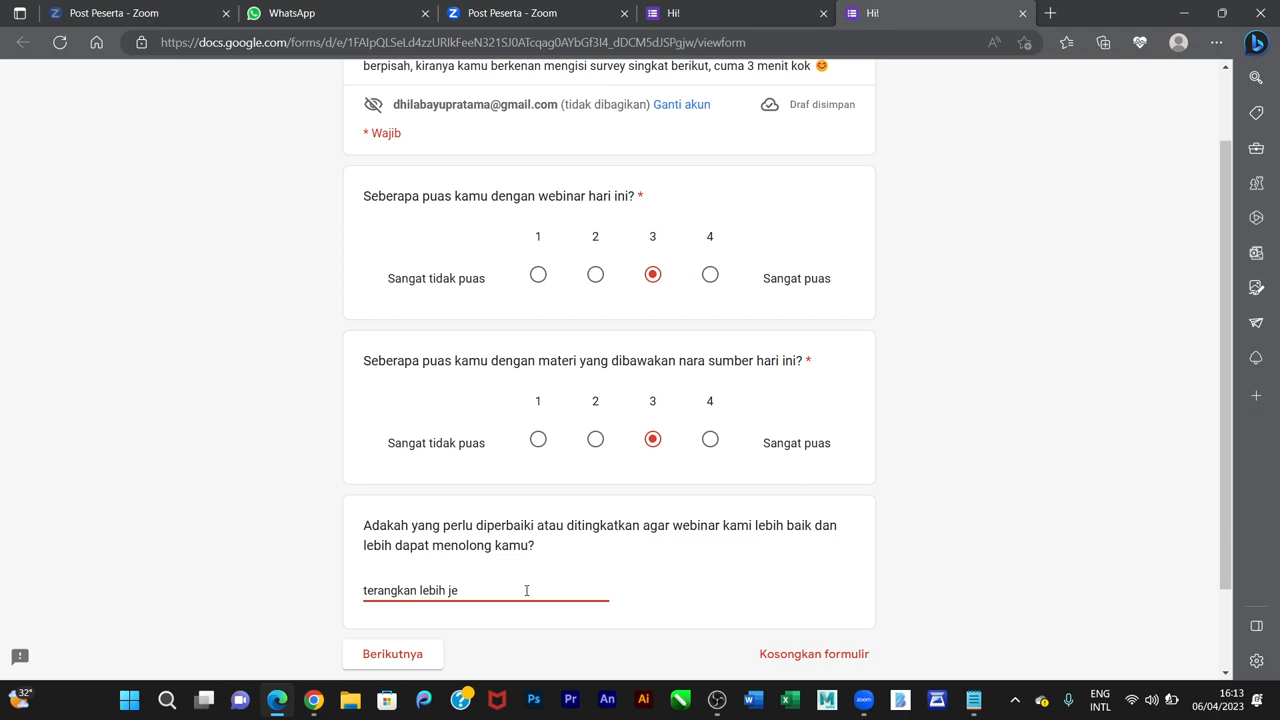 Post Peserta - Zoom
WhatsApp
Post Peserta - Zoom
Hi!
Hi!
https://docs.google.com/forms/d/e/1FAIpQLSeLd4zzURIkFeeN321SJ0ATcqag0AYbGf3I4_dDCM5dJSPgjw/viewform
berpisah, kiranya kamu berkenan mengisi survey singkat berikut, cuma 3 menit kok 😊
dhilabayupratama@gmail.com (tidak dibagikan) Ganti akun
Draf disimpan
* Wajib
Seberapa puas kamu dengan webinar hari ini? *
1 2 3 4
Sangat tidak puas Sangat puas
Seberapa puas kamu dengan materi yang dibawakan nara sumber hari ini? *
1 2 3 4
Sangat tidak puas Sangat puas
Adakah yang perlu diperbaiki atau ditingkatkan agar webinar kami lebih baik dan
lebih dapat menolong kamu?
terangkan lebih je
Berikutnya Kosongkan formulir
32°
Ps Pr An Ai
ENG
INTL
16:13
06/04/2023